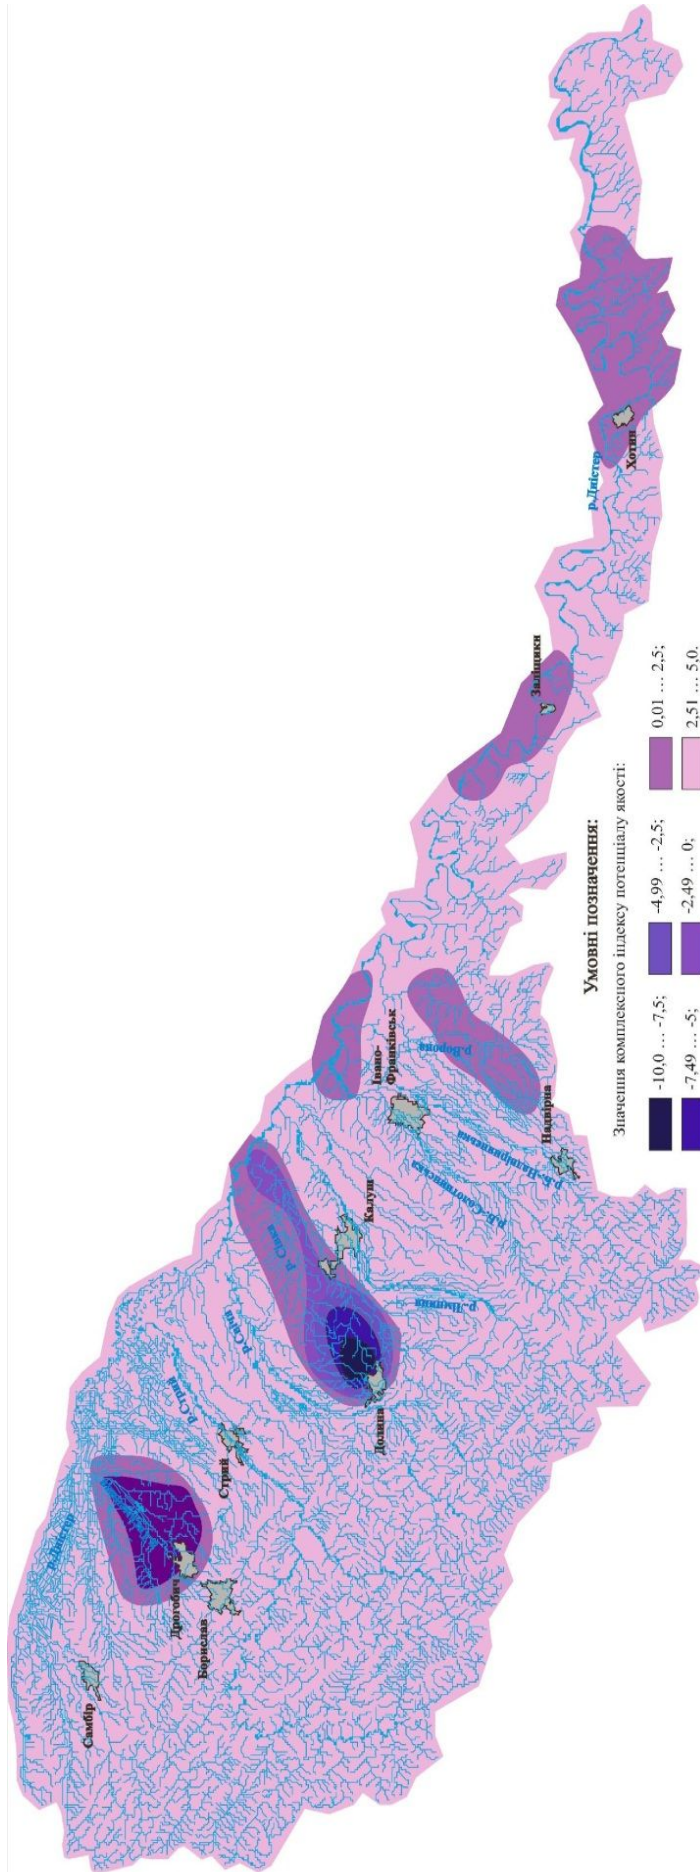 Самбір
р.Дністер
Борислав
Дрогобич
Стрий
р.Стрий
р.Свіча
Долина
р. Сівка
Калуш
р. Лімниця
р.Б-Солотвинська
р.Б.-Надвірнянська
Надвірна
Івано-
Франківськ
р.Ворона
Заліщики
р.Дністер
Хотин
Умовні позначення:
Значення комплексного індексу потенціалу якості:
-10,0 ... -7,5;
-4,99 ... -2,5;
0,01 ... 2,5;
-7,49 ... -5;
-2,49 ... 0;
2,51 ... 5,0.